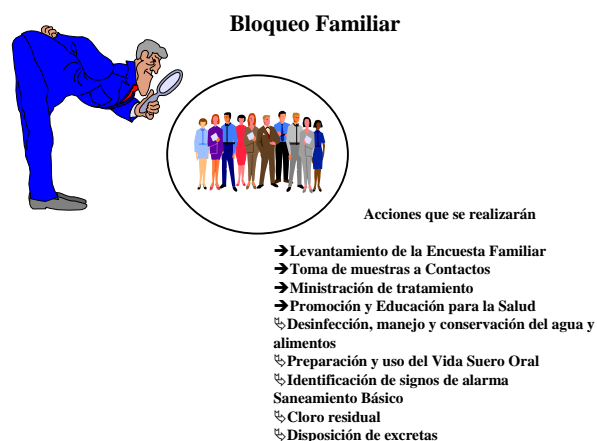 Bloqueo Familiar
Acciones que se realizarán
➔Levantamiento de la Encuesta Familiar
➔Toma de muestras a Contactos
➔Ministración de tratamiento
➔Promoción y Educación para la Salud
⮱Desinfección, manejo y conservación del agua y
alimentos
⮱Preparación y uso del Vida Suero Oral
⮱Identificación de signos de alarma
Saneamiento Básico
⮱Cloro residual
⮱Disposición de excretas